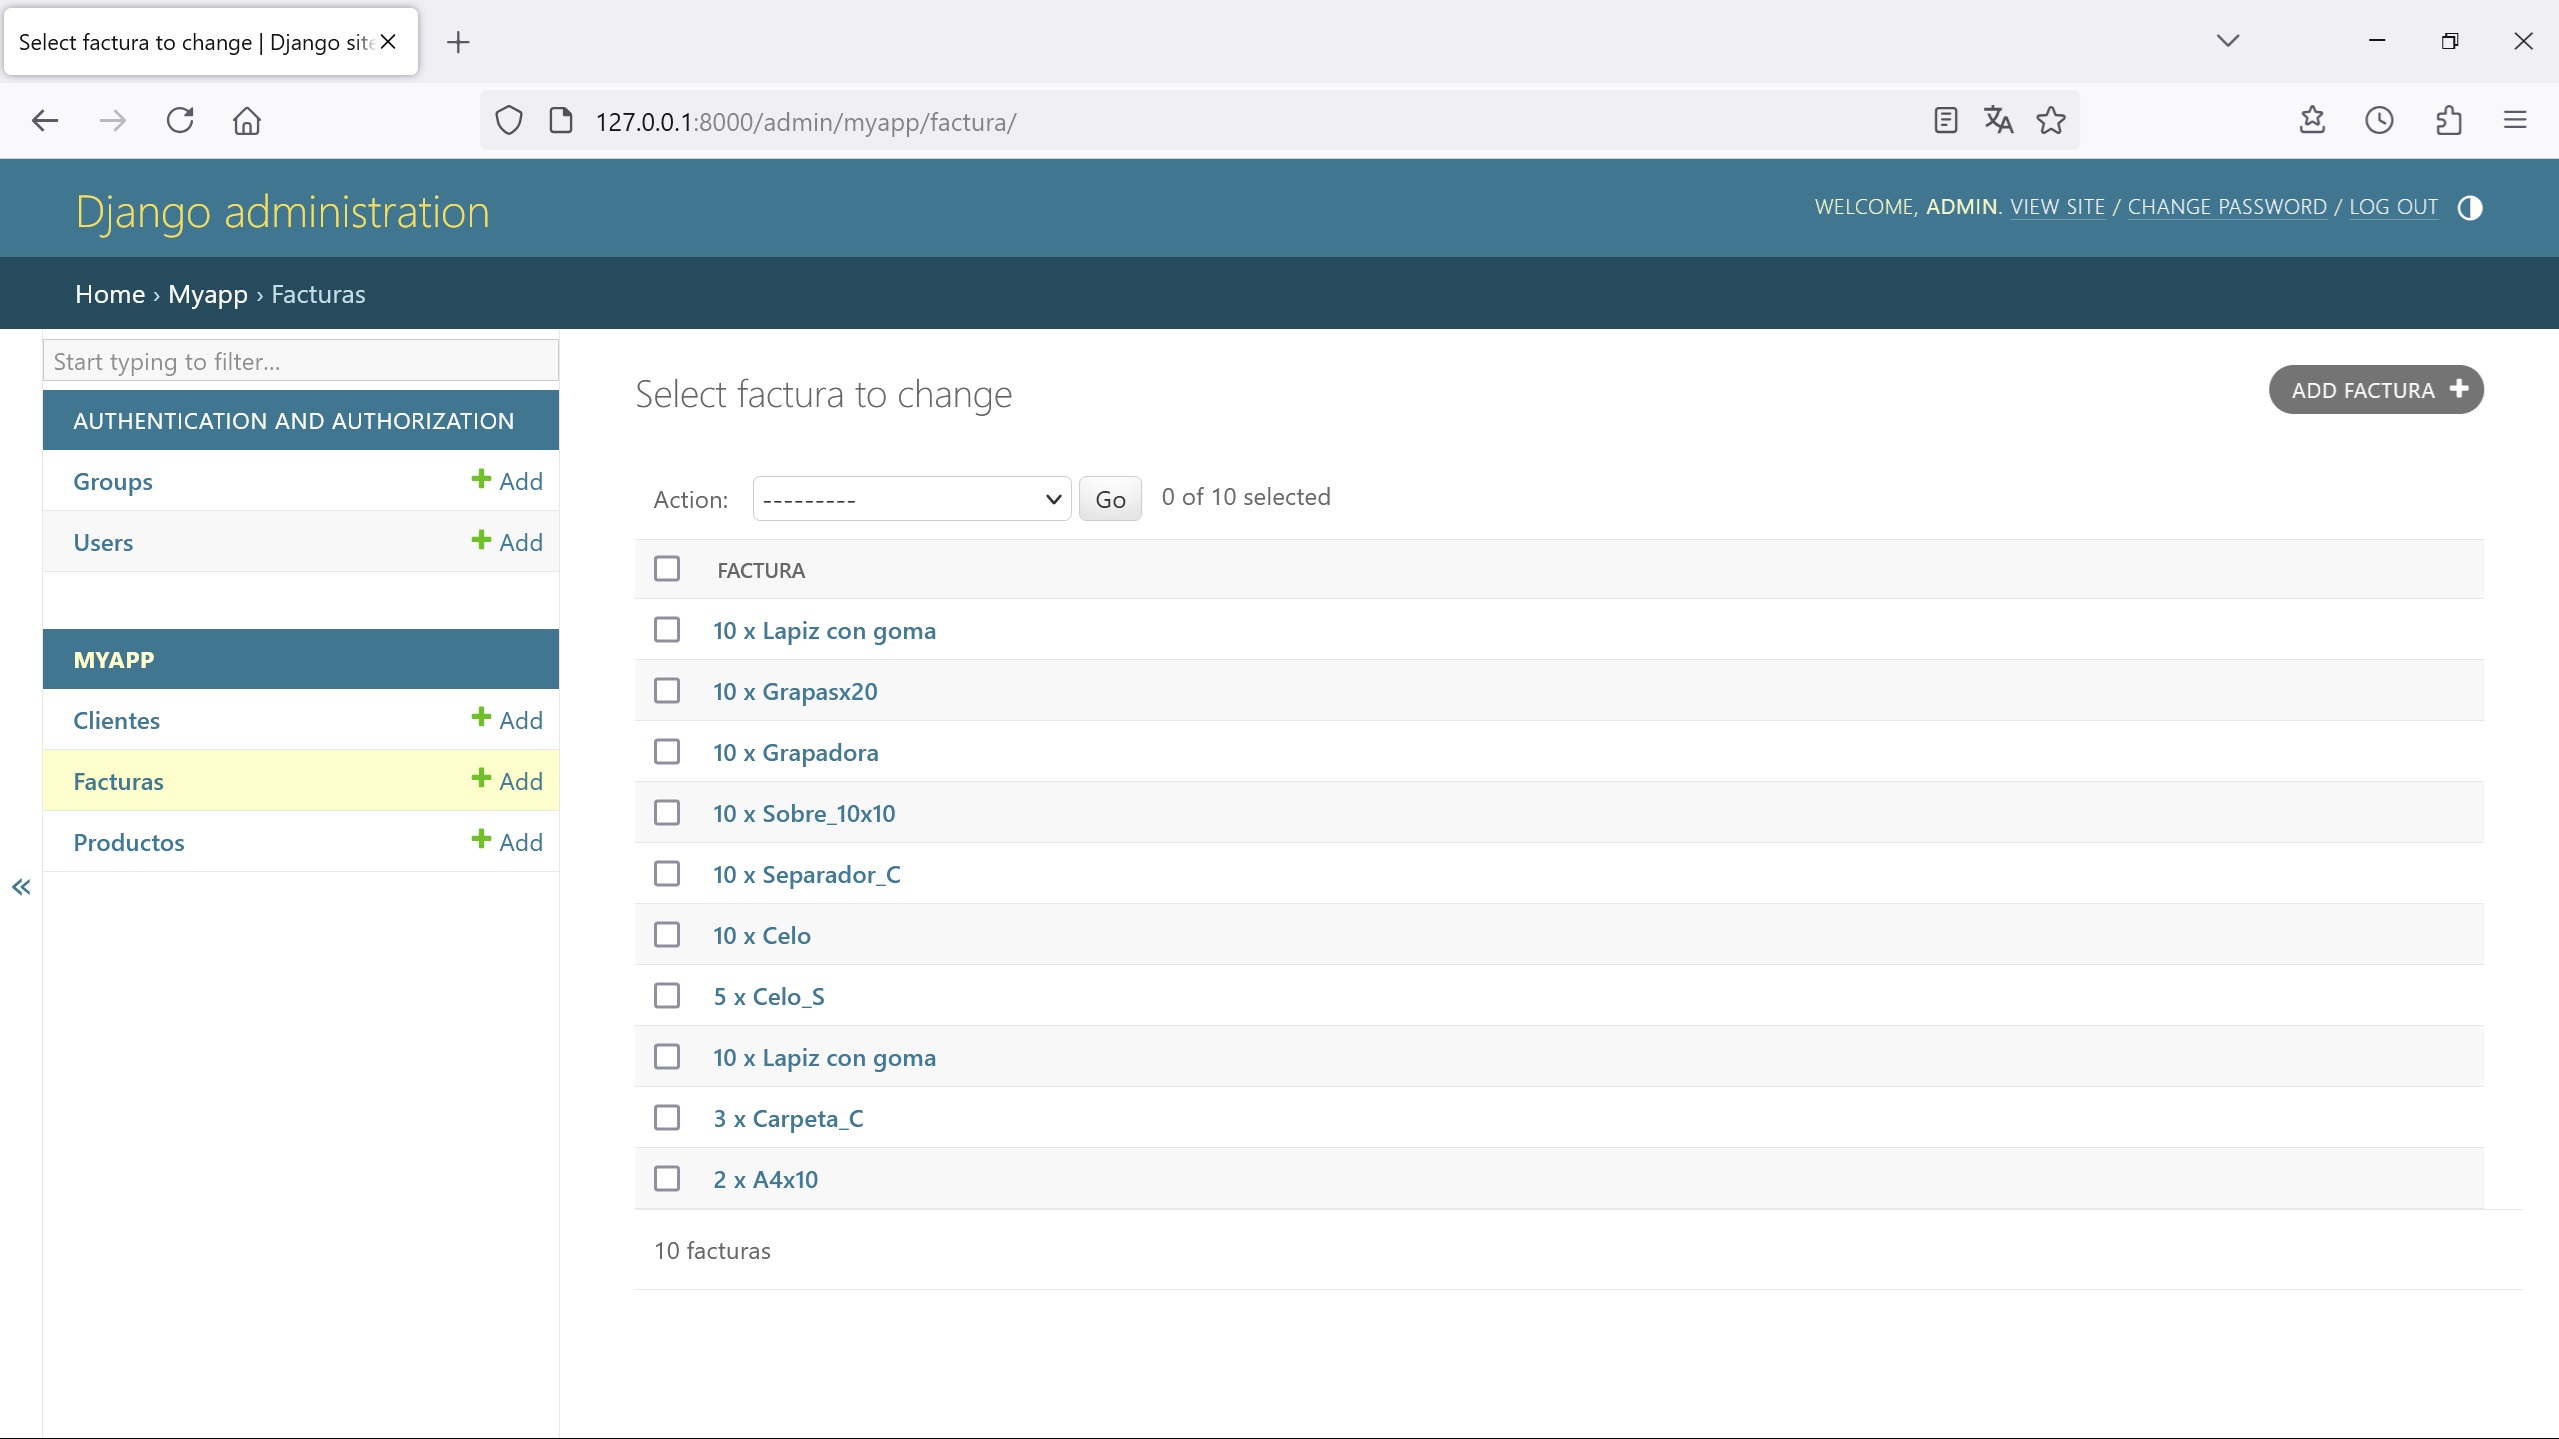 Select factura to change | Django sit
127.0.0.1:8000/admin/myapp/factura/
Django administration
WELCOME, ADMIN. VIEW SITE / CHANGE PASSWORD / LOG OUT
Home › Myapp › Facturas
Start typing to filter...
AUTHENTICATION AND AUTHORIZATION
Groups Add
Users Add
MYAPP
Clientes Add
Facturas Add
Productos Add
«
Select factura to change
ADD FACTURA
Action: --------- Go 0 of 10 selected
FACTURA
10 x Lapiz con goma
10 x Grapasx20
10 x Grapadora
10 x Sobre_10x10
10 x Separador_C
10 x Celo
5 x Celo_S
10 x Lapiz con goma
3 x Carpeta_C
2 x A4x10
10 facturas